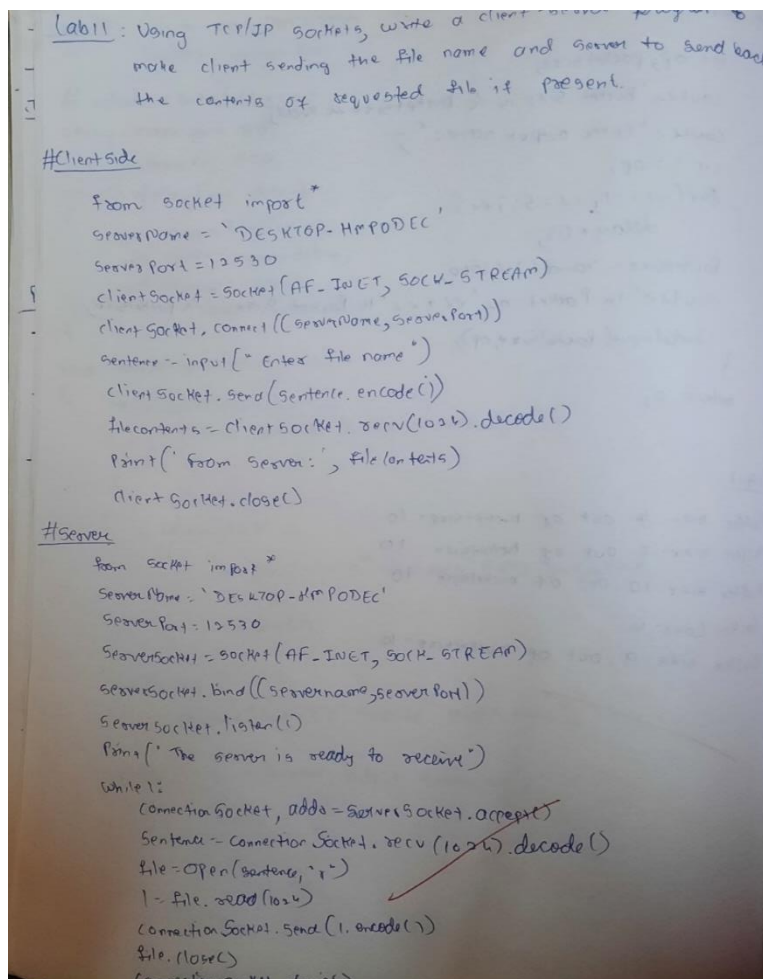 Lab11 : Using TCP/IP sockets, write a client
make client sending the file name and server to send back
the contents of requested file if present.
#Client side
from socket import *
serverName = 'DESKTOP-HMPODEC'
serverPort = 12530
clientSocket = socket(AF_INET, SOCK_STREAM)
clientSocket.connect((serverName, serverPort))
sentence = input("Enter file name")
clientSocket.send(sentence.encode())
filecontents = clientSocket.recv(1024).decode()
Print('from server:', filecontents)
clientSocket.close()
#Server
from socket import *
serverName = 'DESKTOP-HMPODEC'
serverPort = 12530
serverSocket = socket(AF_INET, SOCK_STREAM)
serverSocket.bind((servername, serverPort))
serverSocket.listen(1)
Print("The server is ready to receive")
while 1:
connectionSocket, addr = serverSocket.accept()
Sentence = connectionSocket.recv(1024).decode()
file = open(sentence, "r")
l = file.read(1024)
connectionSocket.send(l.encode())
file.close()